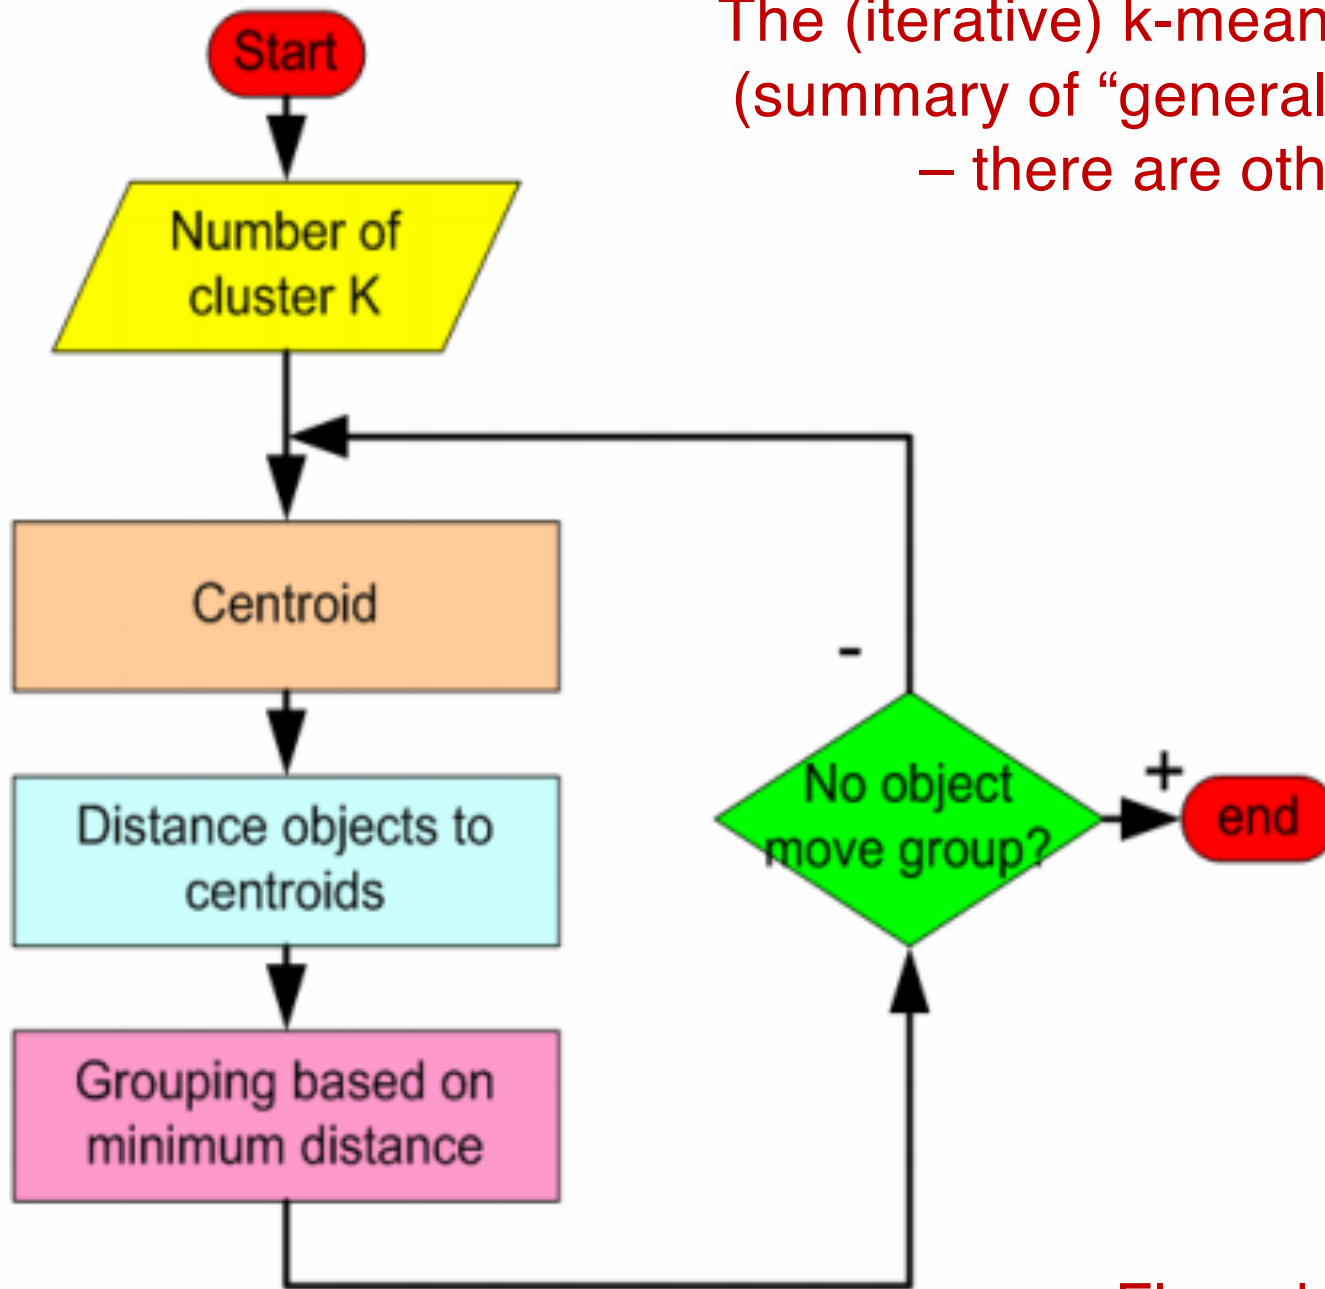 The (iterative) k-mean
(summary of “general
– there are oth
Start
Number of
cluster K
Centroid
Distance objects to
centroids
Grouping based on
minimum distance
-
No object
move group?
+
end